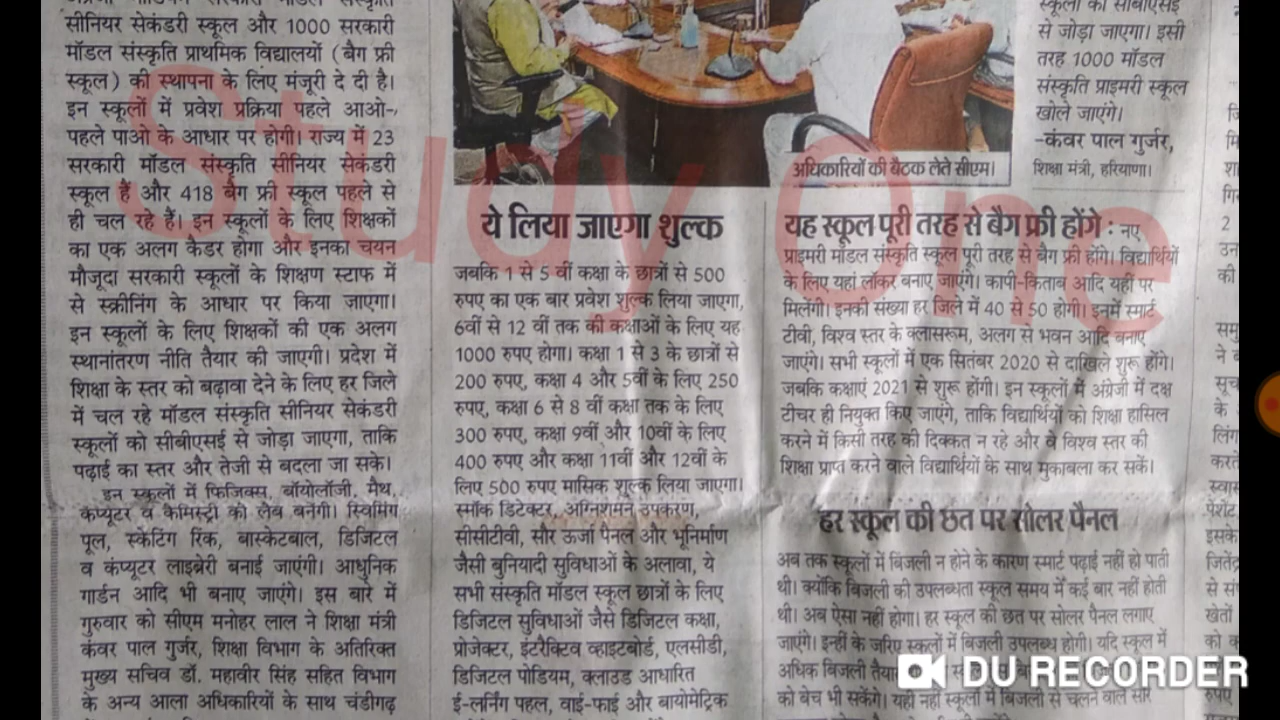 सीनियर सेकंडरी स्कूल और 1000 सरकारी
मॉडल संस्कृति प्राथमिक विद्यालयों (बैग फ्री
स्कूल) की स्थापना के लिए मंजूरी दे दी है।
इन स्कूलों में प्रवेश प्रक्रिया पहले आओ-
पहले पाओ के आधार पर होगी। राज्य में 23
सरकारी मॉडल संस्कृति सीनियर सेकंडरी
स्कूल हैं और 418 बैग फ्री स्कूल पहले से
ही चल रहे हैं। इन स्कूलों के लिए शिक्षकों
का एक अलग कैडर होगा और इनका चयन
मौजूदा सरकारी स्कूलों के शिक्षण स्टाफ में
से स्क्रीनिंग के आधार पर किया जाएगा।
इन स्कूलों के लिए शिक्षकों की एक अलग
स्थानांतरण नीति तैयार की जाएगी। प्रदेश में
शिक्षा के स्तर को बढ़ावा देने के लिए हर जिले
में चल रहे मॉडल संस्कृति सीनियर सेकंडरी
स्कूलों को सीबीएसई से जोड़ा जाएगा, ताकि
पढ़ाई का स्तर और तेजी से बदला जा सके।
इन स्कूलों में फिजिक्स, बॉयोलॉजी, मैथ,
कंप्यूटर व कैमिस्ट्री की लैब बनेंगी। स्विमिंग
पूल, स्केटिंग रिंक, बास्केटबाल, डिजिटल
व कंप्यूटर लाइब्रेरी बनाई जाएंगी। आधुनिक
गार्डन आदि भी बनाए जाएंगे। इस बारे में
गुरुवार को सीएम मनोहर लाल ने शिक्षा मंत्री
कंवर पाल गुर्जर, शिक्षा विभाग के अतिरिक्त
मुख्य सचिव डॉ. महावीर सिंह सहित विभाग
के अन्य आला अधिकारियों के साथ चंडीगढ़
अधिकारियों की बैठक लेते सीएम।
ये लिया जाएगा शुल्क
जबकि 1 से 5 वीं कक्षा के छात्रों से 500
रुपए का एक बार प्रवेश शुल्क लिया जाएगा,
6वीं से 12 वीं तक की कक्षाओं के लिए यह
1000 रुपए होगा। कक्षा 1 से 3 के छात्रों से
200 रुपए, कक्षा 4 और 5वीं के लिए 250
रुपए, कक्षा 6 से 8 वीं कक्षा तक के लिए
300 रुपए, कक्षा 9वीं और 10वीं के लिए
400 रुपए और कक्षा 11वीं और 12वीं के
लिए 500 रुपए मासिक शुल्क लिया जाएगा।
स्मॉक डिटेक्टर, अग्निशमन उपकरण,
सीसीटीवी, सौर ऊर्जा पैनल और भूनिर्माण
जैसी बुनियादी सुविधाओं के अलावा, ये
सभी संस्कृति मॉडल स्कूल छात्रों के लिए
डिजिटल सुविधाओं जैसे डिजिटल कक्षा,
प्रोजेक्टर, इंटरैक्टिव व्हाइटबोर्ड, एलसीडी,
डिजिटल पोडियम, क्लाउड आधारित
ई-लर्निंग पहल, वाई-फाई और बायोमेट्रिक
स्कूलों को सीबीएसई
से जोड़ा जाएगा। इसी
तरह 1000 मॉडल
संस्कृति प्राइमरी स्कूल
खोले जाएंगे।
-कंवर पाल गुर्जर,
शिक्षा मंत्री, हरियाणा।
यह स्कूल पूरी तरह से बैग फ्री होंगे : नए
प्राइमरी मॉडल संस्कृति स्कूल पूरी तरह से बैग फ्री होंगे। विद्यार्थियों
के लिए यहां लॉकर बनाए जाएंगे। कापी-किताब आदि यहीं पर
मिलेंगी। इनकी संख्या हर जिले में 40 से 50 होगी। इनमें स्मार्ट
टीवी, विश्व स्तर के क्लासरूम, अलग से भवन आदि बनाए
जाएंगे। सभी स्कूलों में एक सितंबर 2020 से दाखिले शुरू होंगे।
जबकि कक्षाएं 2021 से शुरू होंगी। इन स्कूलों में अंग्रेजी में दक्ष
टीचर ही नियुक्त किए जाएंगे, ताकि विद्यार्थियों को शिक्षा हासिल
करने में किसी तरह की दिक्कत न रहे और वे विश्व स्तर की
शिक्षा प्राप्त करने वाले विद्यार्थियों के साथ मुकाबला कर सकें।
हर स्कूल की छत पर सोलर पैनल
अब तक स्कूलों में बिजली न होने के कारण स्मार्ट पढ़ाई नहीं हो पाती
थी। क्योंकि बिजली की उपलब्धता स्कूल समय में कई बार नहीं होती
थी। अब ऐसा नहीं होगा। हर स्कूल की छत पर सोलर पैनल लगाए
जाएंगे। इन्हीं के जरिए स्कूलों में बिजली उपलब्ध होगी। यदि स्कूल में
अधिक बिजली
को बेच भी सकेंगे। यही नहीं स्कूलों में बिजली से चलने वाले सारे
Study One
DU RECORDER